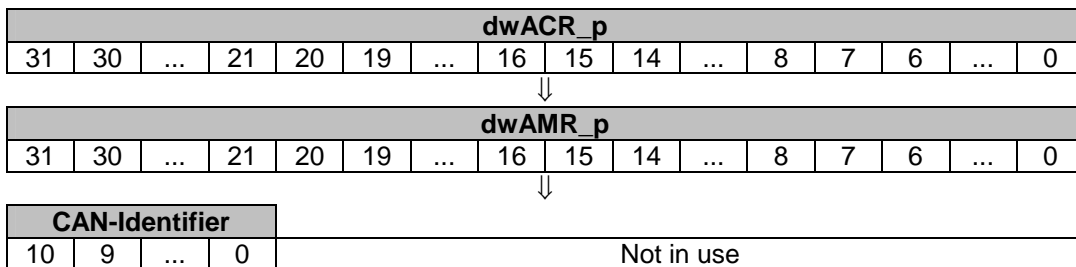 dwACR_p
31 30 ... 21 20 19 ... 16 15 14 ... 8 7 6 ... 0
⇓
dwAMR_p
31 30 ... 21 20 19 ... 16 15 14 ... 8 7 6 ... 0
⇓
CAN-Identifier
10 9 ... 0 Not in use